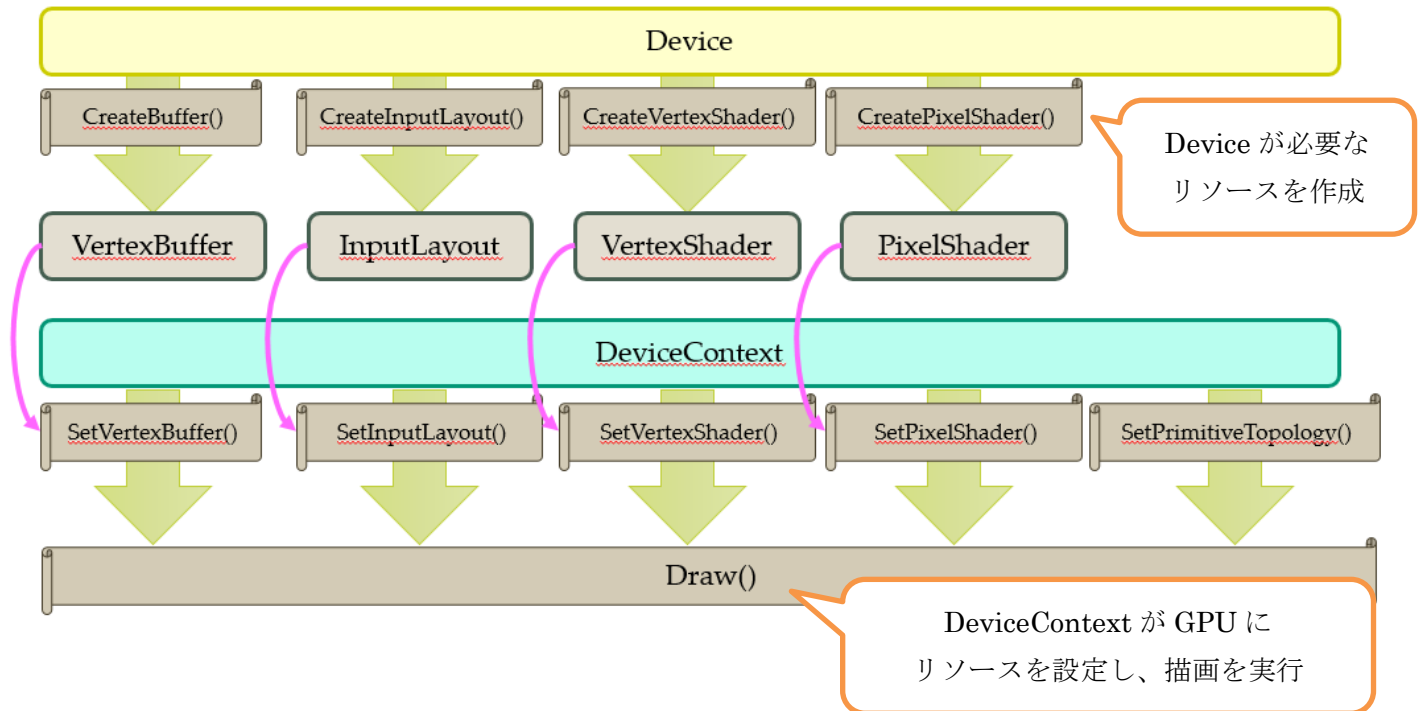 Device
CreateBuffer()
CreateInputLayout()
CreateVertexShader()
CreatePixelShader()
Device が必要な
リソースを作成
VertexBuffer
InputLayout
VertexShader
PixelShader
DeviceContext
SetVertexBuffer()
SetInputLayout()
SetVertexShader()
SetPixelShader()
SetPrimitiveTopology()
Draw()
DeviceContext が GPU に
リソースを設定し、描画を実行